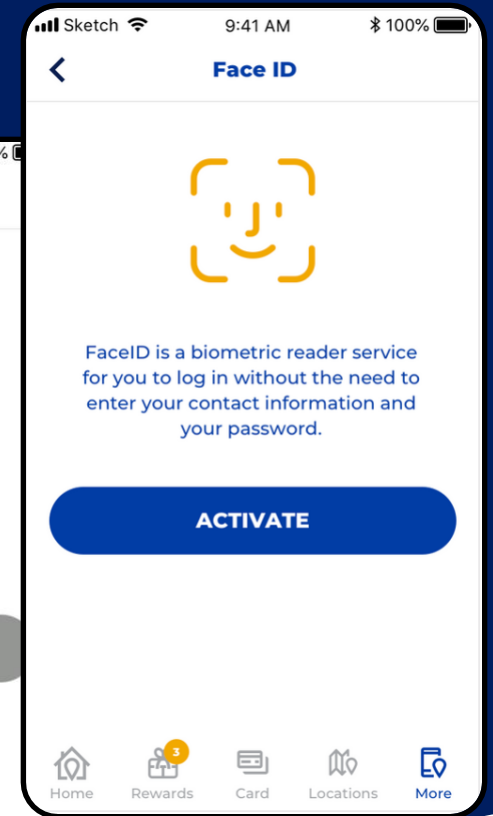 Sketch 9:41 AM 100%
Face ID
%
FaceID is a biometric reader service
for you to log in without the need to
enter your contact information and
your password.
ACTIVATE
3
Home Rewards Card Locations More